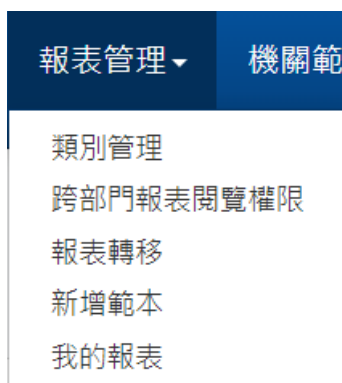 報表管理 機關範
類別管理
跨部門報表閱覽權限
報表轉移
新增範本
我的報表